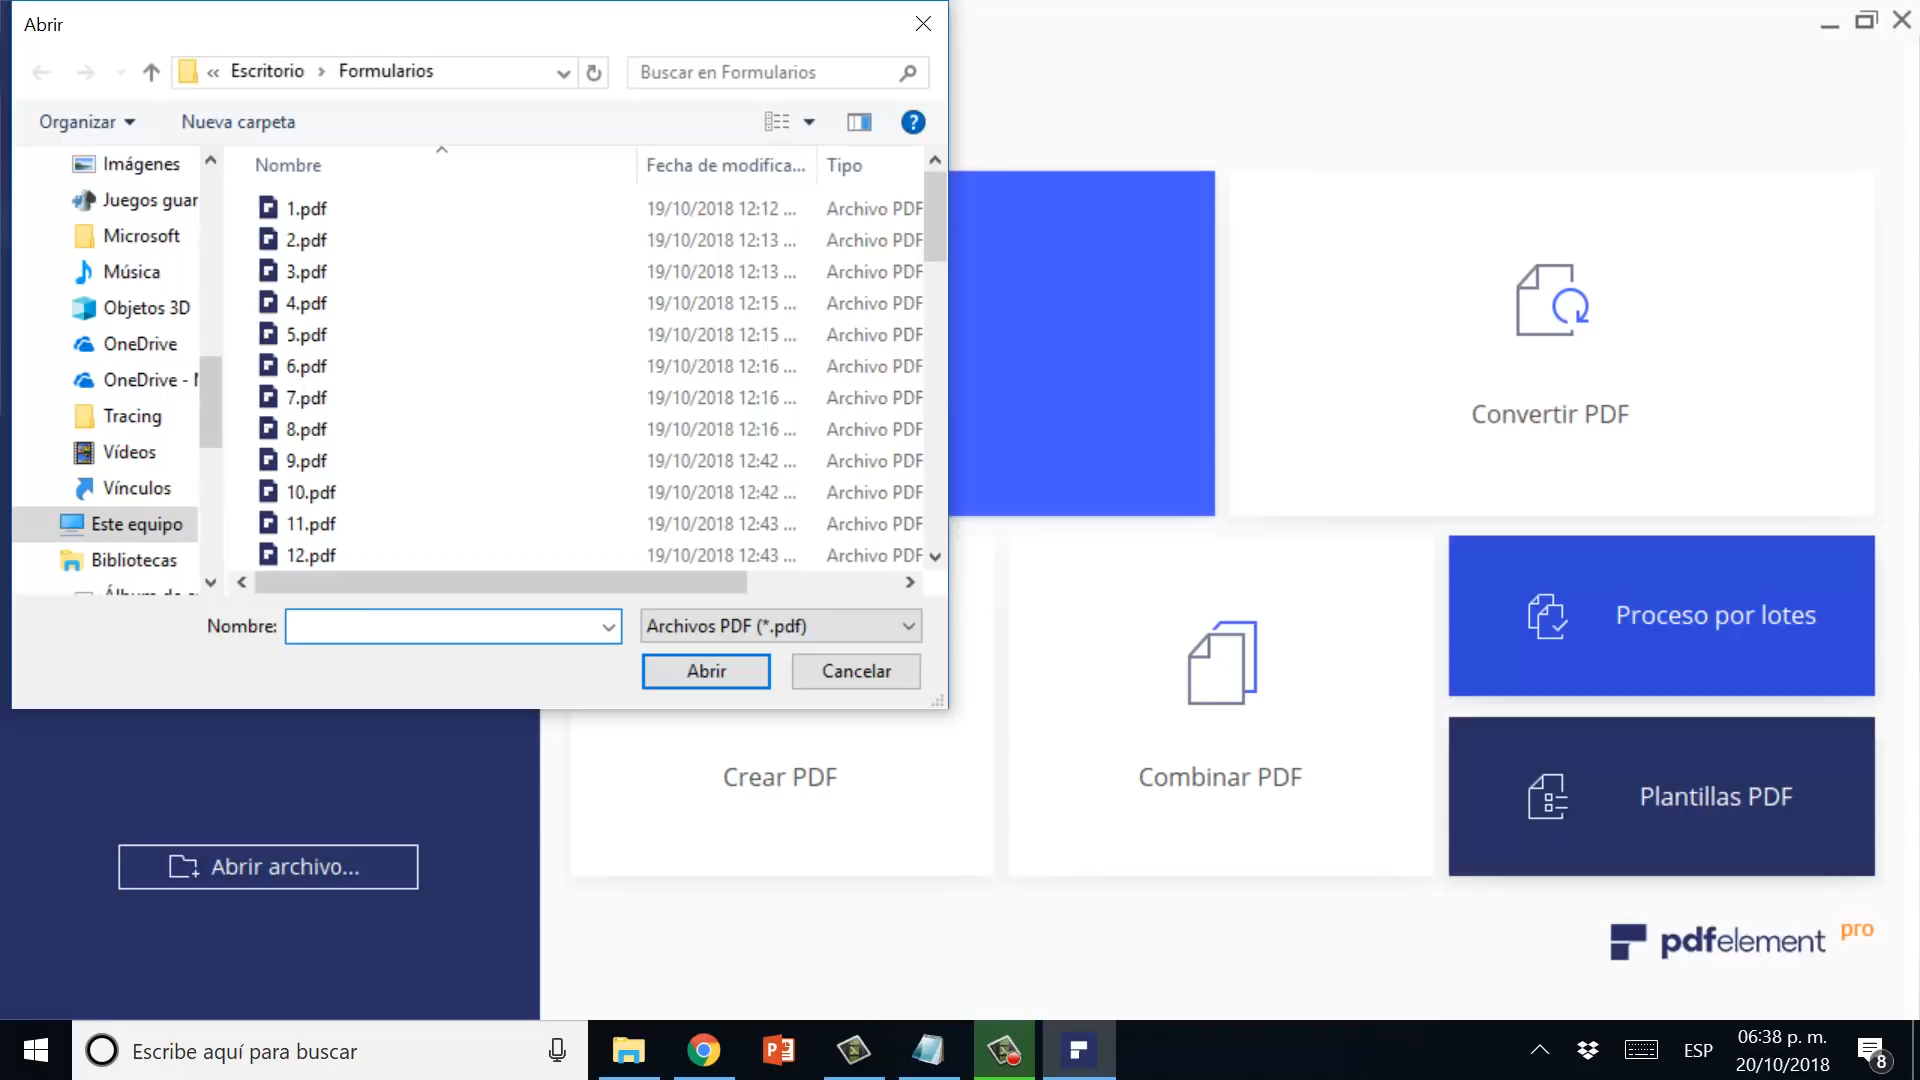 Abrir
« Escritorio › Formularios
Buscar en Formularios
Organizar
Nueva carpeta
Imágenes
Juegos guar
Microsoft
Música
Objetos 3D
OneDrive
OneDrive -
Tracing
Vídeos
Vínculos
Este equipo
Bibliotecas
Nombre Fecha de modifica... Tipo
1.pdf 19/10/2018 12:12 ... Archivo PDF
2.pdf 19/10/2018 12:13 ... Archivo PDF
3.pdf 19/10/2018 12:13 ... Archivo PDF
4.pdf 19/10/2018 12:15 ... Archivo PDF
5.pdf 19/10/2018 12:15 ... Archivo PDF
6.pdf 19/10/2018 12:16 ... Archivo PDF
7.pdf 19/10/2018 12:16 ... Archivo PDF
8.pdf 19/10/2018 12:16 ... Archivo PDF
9.pdf 19/10/2018 12:42 ... Archivo PDF
10.pdf 19/10/2018 12:42 ... Archivo PDF
11.pdf 19/10/2018 12:43 ... Archivo PDF
12.pdf 19/10/2018 12:43 ... Archivo PDF
Nombre:
Archivos PDF (*.pdf)
Abrir
Cancelar
Convertir PDF
Proceso por lotes
Crear PDF
Combinar PDF
Plantillas PDF
Abrir archivo...
pdfelement pro
Escribe aquí para buscar
ESP
06:38 p. m.
20/10/2018
8